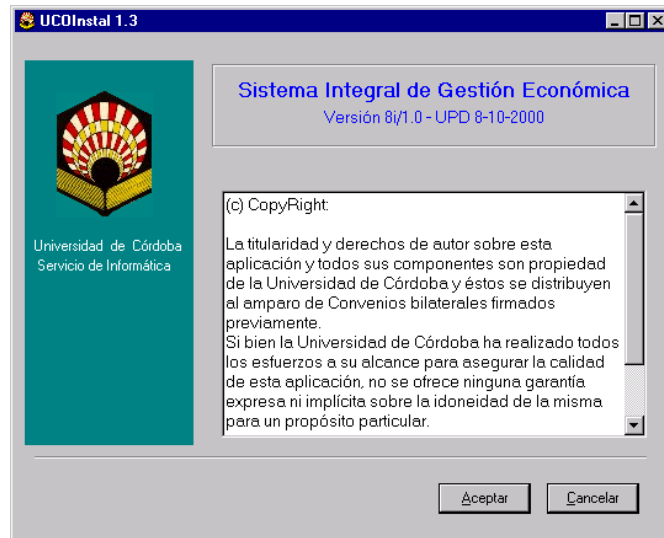 UCOInstal 1.3
Sistema Integral de Gestión Económica
Versión 8i/1.0 - UPD 8-10-2000
Universidad de Córdoba
Servicio de Informática
(c) CopyRight:
La titularidad y derechos de autor sobre esta
aplicación y todos sus componentes son propiedad
de la Universidad de Córdoba y éstos se distribuyen
al amparo de Convenios bilaterales firmados
previamente.
Si bien la Universidad de Córdoba ha realizado todos
los esfuerzos a su alcance para asegurar la calidad
de esta aplicación, no se ofrece ninguna garantía
expresa ni implícita sobre la idoneidad de la misma
para un propósito particular.
Aceptar
Cancelar